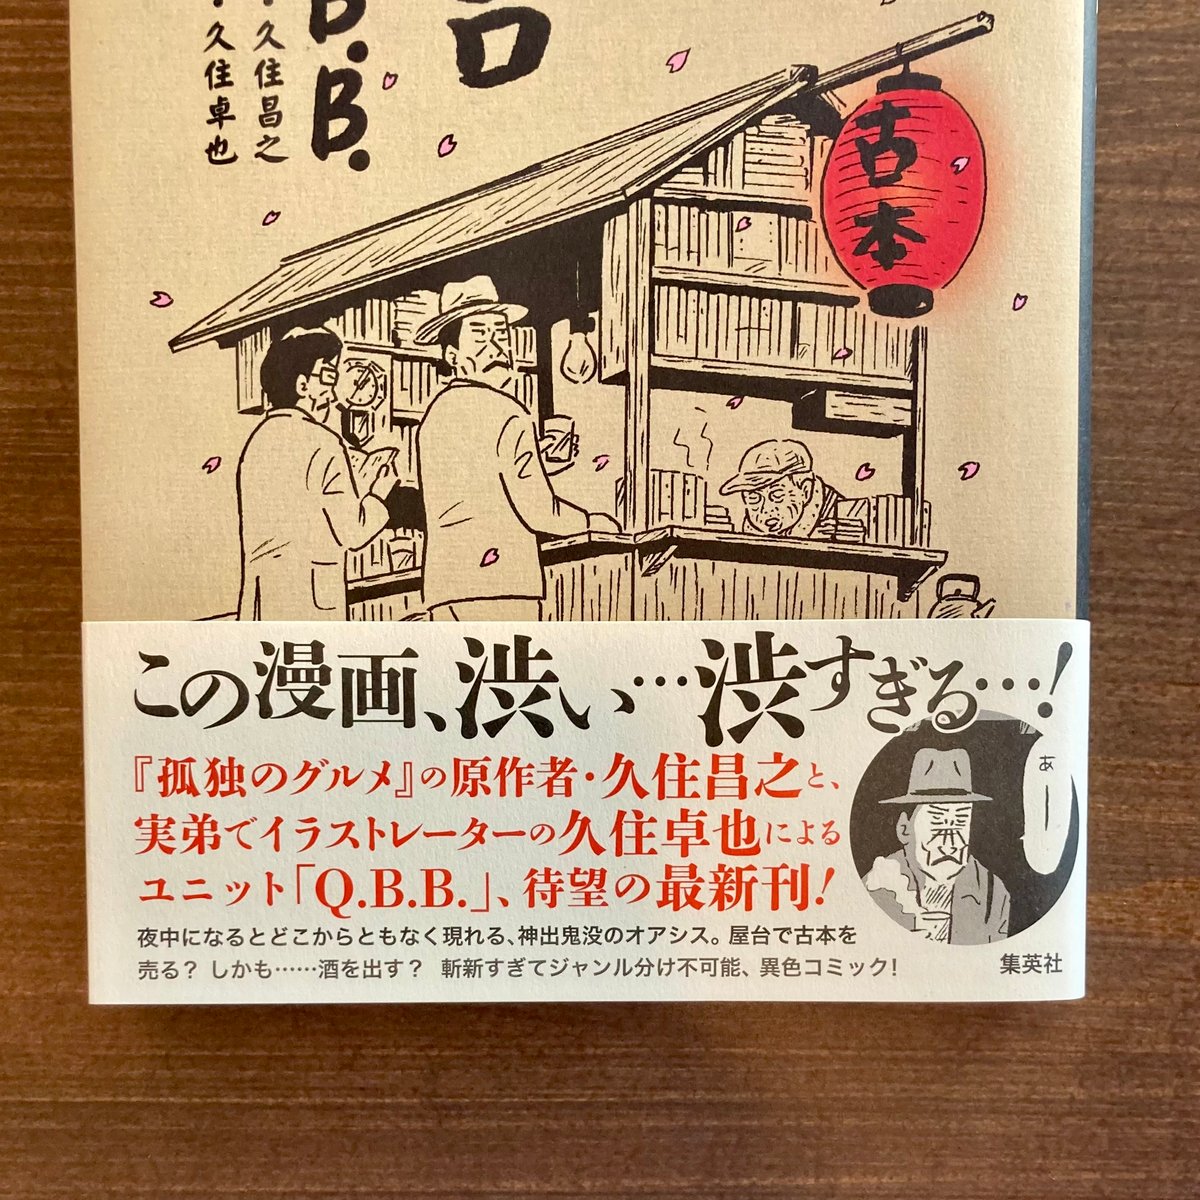 B.B.
・久住昌之
・久住卓也
古本
この漫画、渋い…渋すぎる…!
『孤独のグルメ』の原作者・久住昌之と、
実弟でイラストレーターの久住卓也による
ユニット「Q.B.B.」、待望の最新刊!
あー
夜中になるとどこからともなく現れる、神出鬼没のオアシス。屋台で古本を
売る? しかも……酒を出す? 斬新すぎてジャンル分け不可能、異色コミック!
集英社